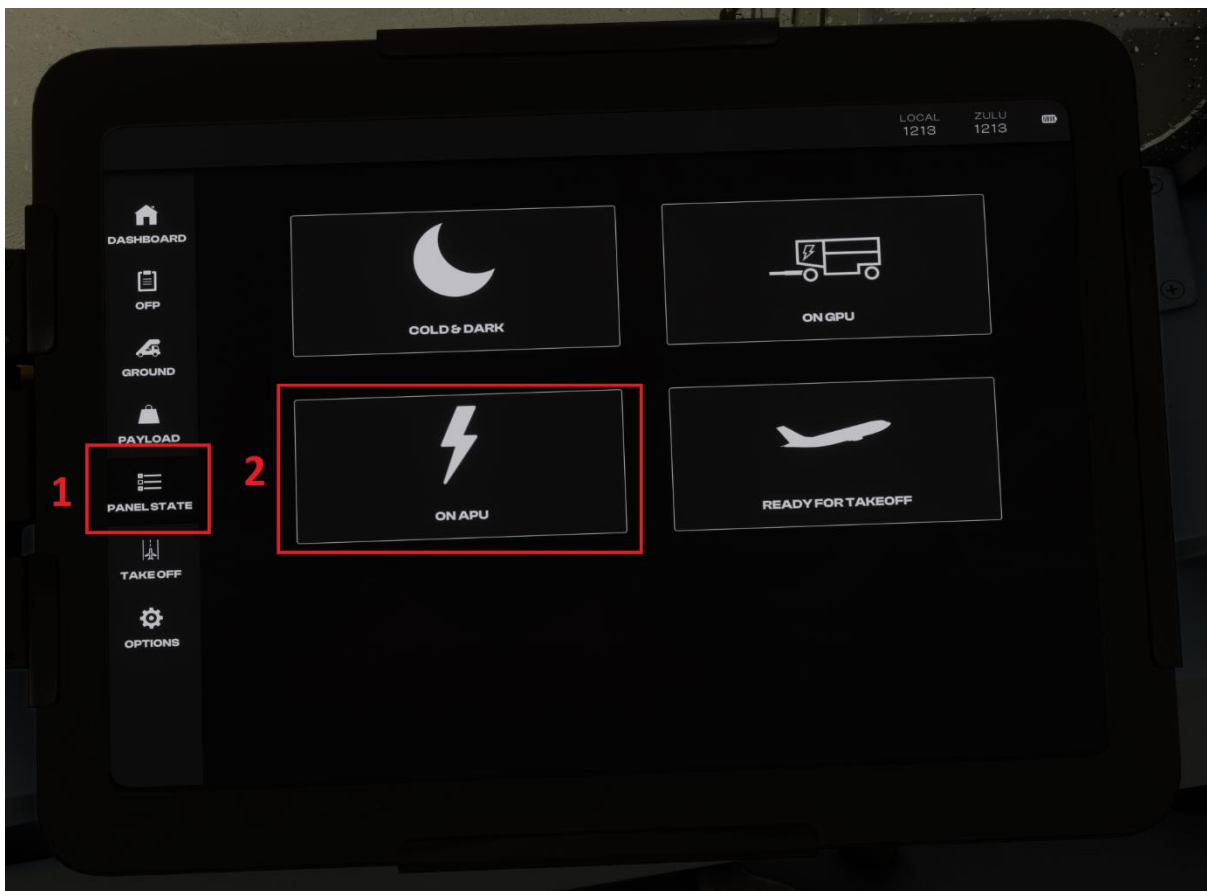 LOCAL ZULU
1213 1213
DASHBOARD
OFP
GROUND
PAYLOAD
1
PANEL STATE
TAKE OFF
OPTIONS
COLD & DARK
ON GPU
2
ON APU
READY FOR TAKEOFF